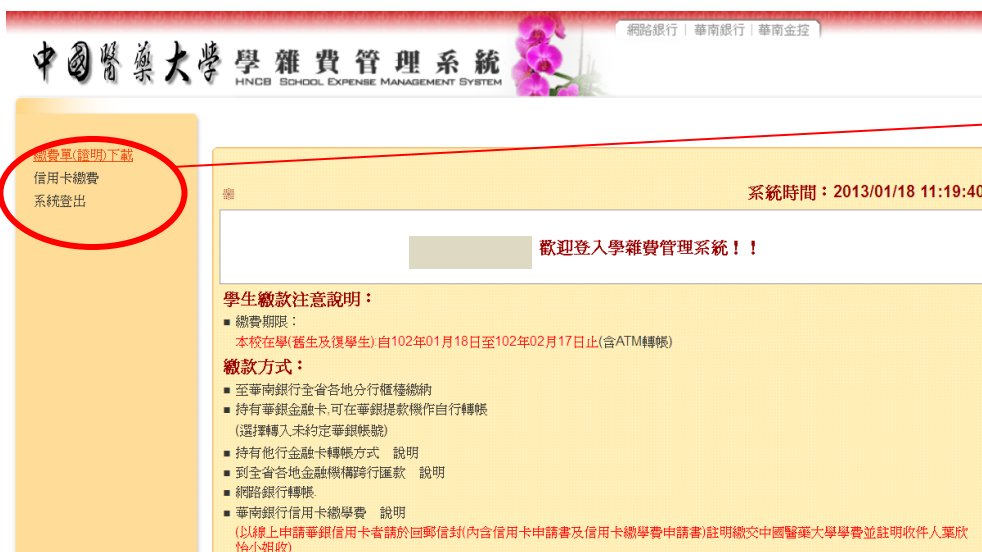 網路銀行 | 華南銀行 | 華南金控
中國醫藥大學 學雜費管理系統
HNCB SCHOOL EXPENSE MANAGEMENT SYSTEM
繳費單(證明)下載
信用卡繳費
系統登出
系統時間：2013/01/18 11:19:40
歡迎登入學雜費管理系統！！
學生繳款注意說明：
■ 繳費期限：
本校在學(舊生及復學生):自102年01月18日至102年02月17日止(含ATM轉帳)
繳款方式：
■ 至華南銀行全省各地分行櫃檯繳納
■ 持有華銀金融卡,可在華銀提款機作自行轉帳
(選擇轉入未約定華銀帳號)
■ 持有他行金融卡轉帳方式 說明
■ 到全省各地金融機構跨行匯款 說明
■ 網路銀行轉帳.
■ 華南銀行信用卡繳學費 說明
(以線上申請華銀信用卡者請於回郵信封(內含信用卡申請書及信用卡繳學費申請書)註明繳交中國醫藥大學學費並註明收件人葉欣
怡小姐收)